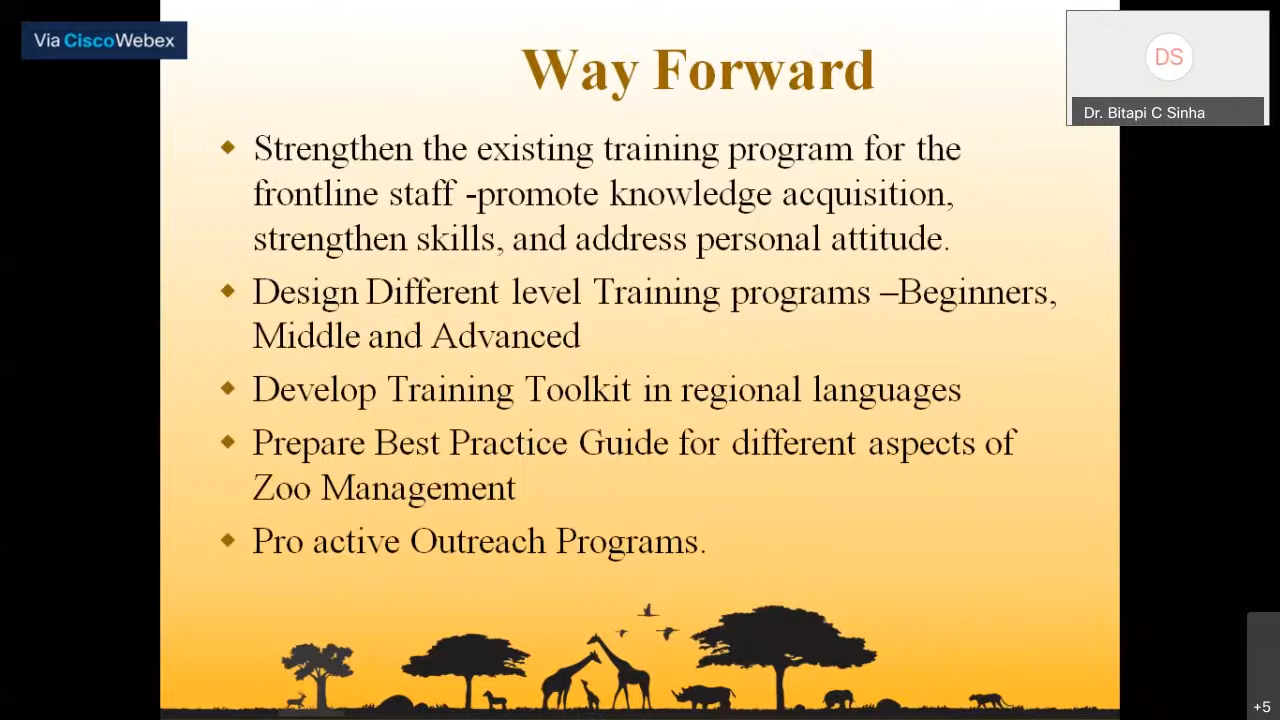 Via CiscoWebex
Way Forward
DS
Dr. Bitapi C Sinha
Strengthen the existing training program for the
frontline staff -promote knowledge acquisition,
strengthen skills, and address personal attitude.
Design Different level Training programs –Beginners,
Middle and Advanced
Develop Training Toolkit in regional languages
Prepare Best Practice Guide for different aspects of
Zoo Management
Pro active Outreach Programs.
+5